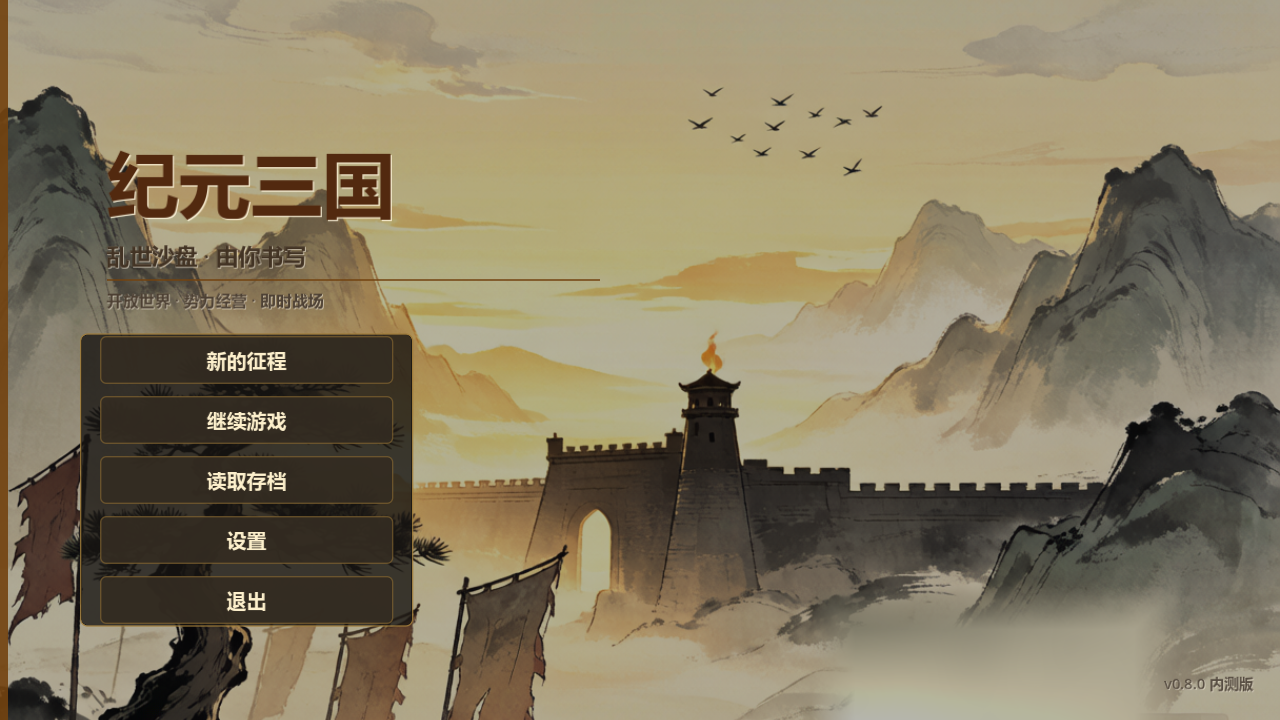 纪元三国
乱世沙盘 · 由你书写
开放世界 · 势力经营 · 即时战场
新的征程
继续游戏
读取存档
设置
退出
v0.8.0 内测版